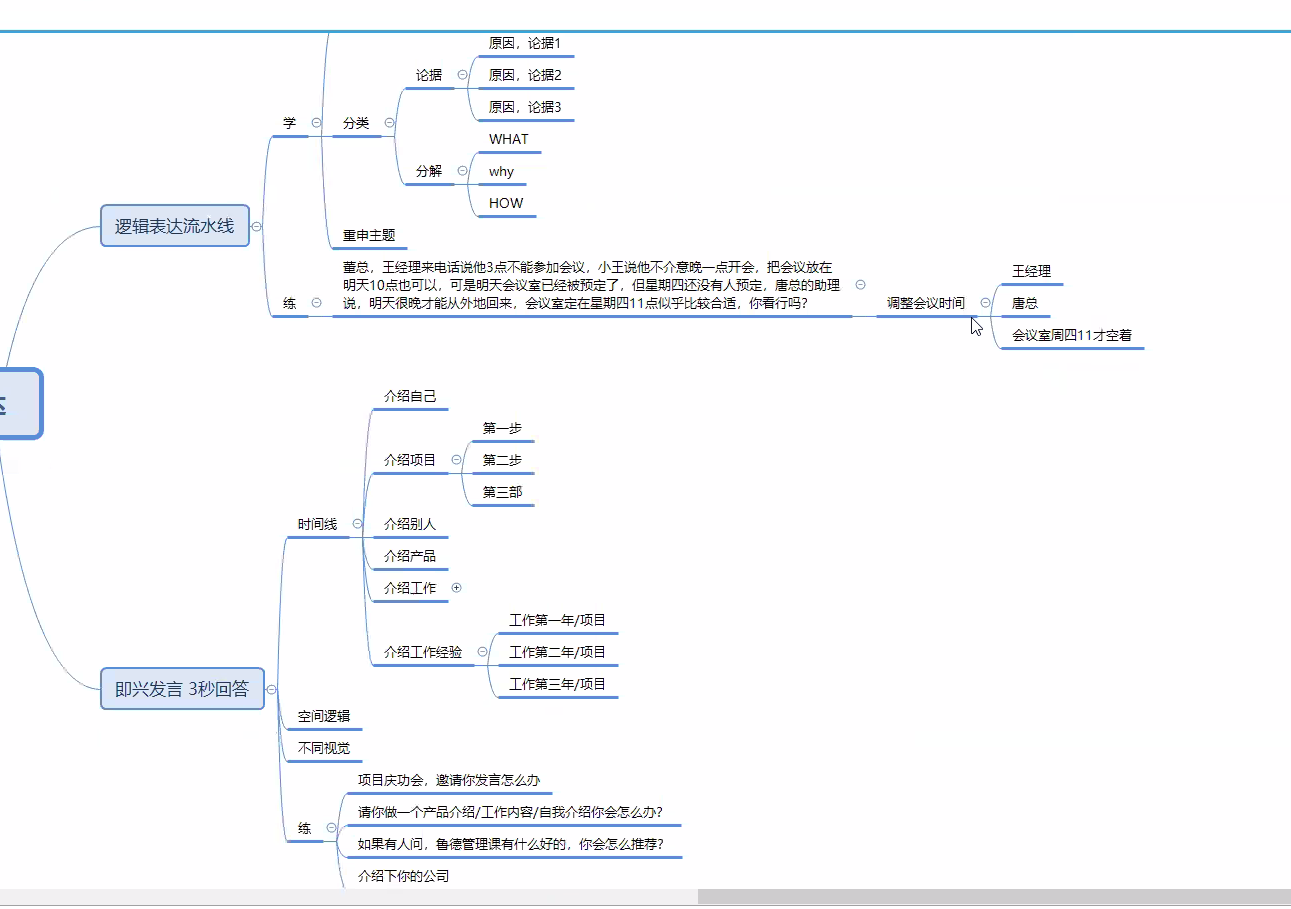 原因，论据1
论据
原因，论据2
原因，论据3
学
分类
WHAT
分解
why
HOW
逻辑表达流水线
重申主题
董总，王经理来电话说他3点不能参加会议，小王说他不介意晚一点开会，把会议放在
明天10点也可以，可是明天会议室已经被预定了，但星期四还没有人预定，唐总的助理
说，明天很晚才能从外地回来，会议室定在星期四11点似乎比较合适，你看行吗？
练
调整会议时间
王经理
唐总
会议室周四11才空着
介绍自己
第一步
介绍项目
第二步
第三部
时间线
介绍别人
介绍产品
介绍工作
工作第一年/项目
介绍工作经验
工作第二年/项目
工作第三年/项目
即兴发言 3秒回答
空间逻辑
不同视觉
项目庆功会，邀请你发言怎么办
请你做一个产品介绍/工作内容/自我介绍你会怎么办？
练
如果有人问，鲁德管理课有什么好的，你会怎么推荐？
介绍下你的公司